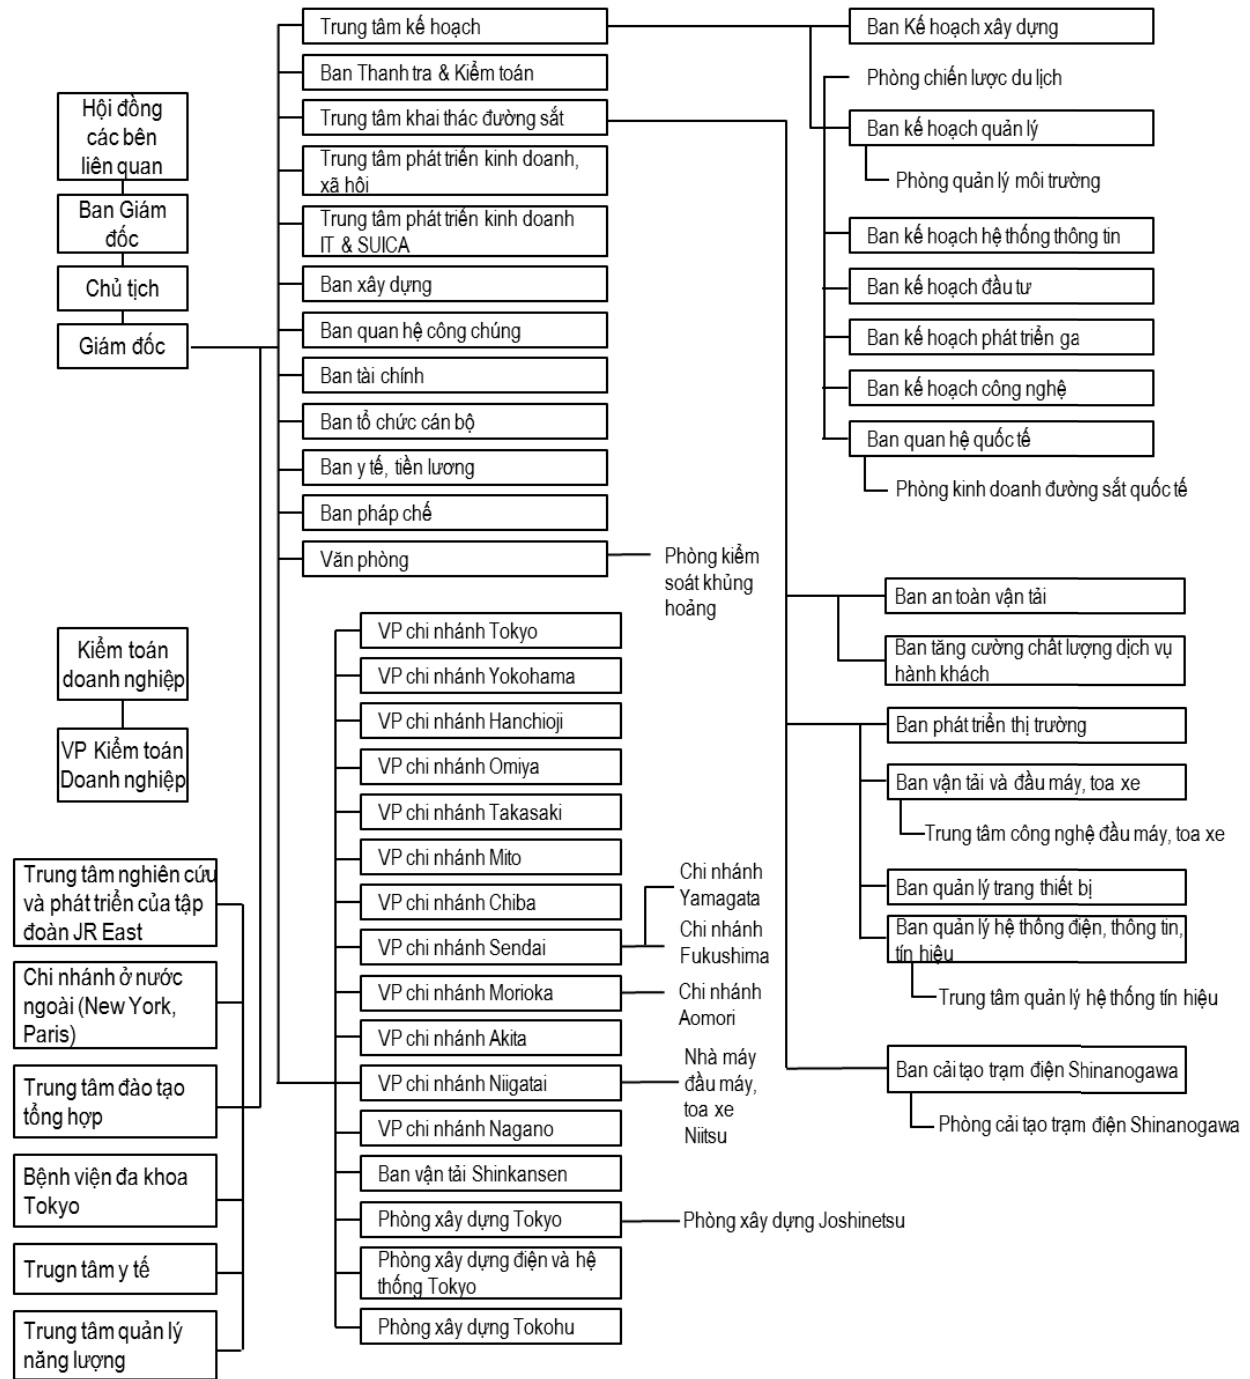 Hội đồng
các bên
liên quan
Ban Giám
đốc
Chủ tịch
Giám đốc
Kiểm toán
doanh nghiệp
VP Kiểm toán
Doanh nghiệp
Trung tâm nghiên cứu
và phát triển của tập
đoàn JR East
Chi nhánh ở nước
ngoài (New York,
Paris)
Trung tâm đào tạo
tổng hợp
Bệnh viện đa khoa
Tokyo
Trugn tâm y tế
Trung tâm quản lý
năng lượng
Trung tâm kế hoạch
Ban Thanh tra & Kiểm toán
Trung tâm khai thác đường sắt
Trung tâm phát triển kinh doanh,
xã hôi
Trung tâm phát triển kinh doanh
IT & SUICA
Ban xây dựng
Ban quan hệ công chúng
Ban tài chính
Ban tổ chức cán bộ
Ban y tế, tiền lương
Ban pháp chế
Văn phòng
Phòng kiểm
soát khủng
hoảng
VP chi nhánh Tokyo
VP chi nhánh Yokohama
VP chi nhánh Hanchioji
VP chi nhánh Omiya
VP chi nhánh Takasaki
VP chi nhánh Mito
VP chi nhánh Chiba
VP chi nhánh Sendai
Chi nhánh
Yamagata
Chi nhánh
Fukushima
VP chi nhánh Morioka
Chi nhánh
Aomori
VP chi nhánh Akita
VP chi nhánh Niigatai
Nhà máy
đầu máy,
toa xe
Niitsu
VP chi nhánh Nagano
Ban vận tải Shinkansen
Phòng xây dựng Tokyo
Phòng xây dựng Joshinetsu
Phòng xây dựng điện và hệ
thống Tokyo
Phòng xây dựng Tokohu
Ban Kế hoạch xây dựng
Phòng chiến lược du lịch
Ban kế hoạch quản lý
Phòng quản lý môi trường
Ban kế hoạch hệ thống thông tin
Ban kế hoạch đầu tư
Ban kế hoạch phát triển ga
Ban kế hoạch công nghệ
Ban quan hệ quốc tế
Phòng kinh doanh đường sắt quốc tế
Ban an toàn vận tải
Ban tăng cường chất lượng dịch vụ
hành khách
Ban phát triển thị trường
Ban vận tải và đầu máy, toa xe
Trung tâm công nghệ đầu máy, toa xe
Ban quản lý trang thiết bị
Ban quản lý hệ thống điện, thông tin,
tín hiệu
Trung tâm quản lý hệ thống tín hiệu
Ban cải tạo trạm điện Shinanogawa
Phòng cải tạo trạm điện Shinanogawa